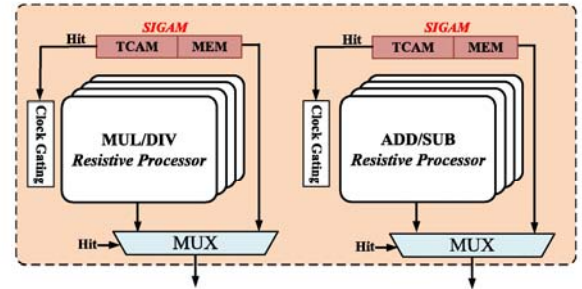 SIGAM
Hit TCAM MEM
Clock Gating
MUL/DIV
Resistive Processor
Hit MUX
SIGAM
Hit TCAM MEM
Clock Gating
ADD/SUB
Resistive Processor
Hit MUX